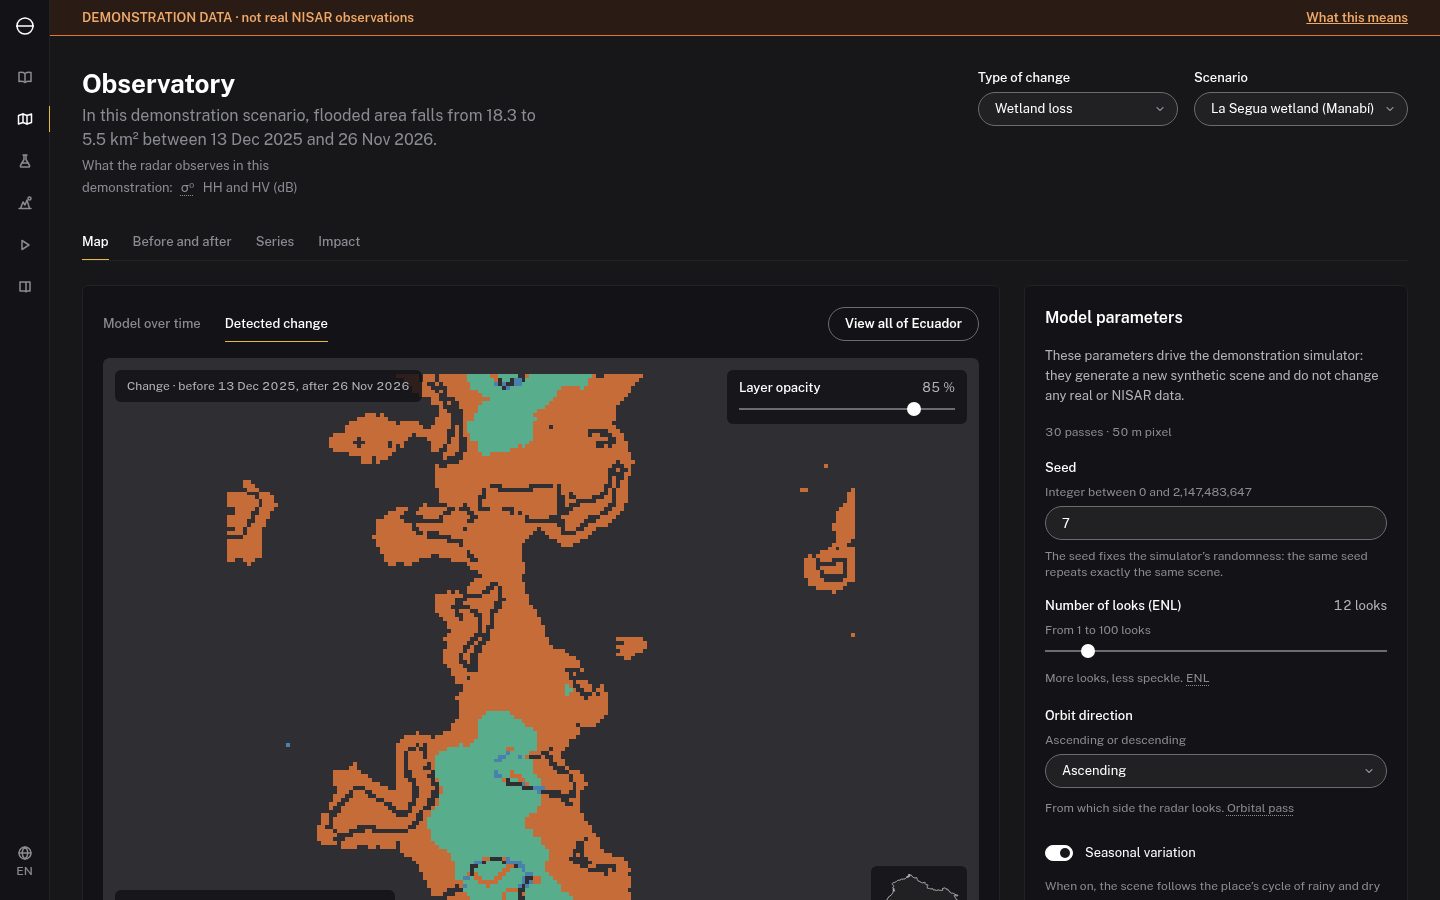 DEMONSTRATION DATA · not real NISAR observations
What this means
Observatory
In this demonstration scenario, flooded area falls from 18.3 to
5.5 km² between 13 Dec 2025 and 26 Nov 2026.
What the radar observes in this
demonstration: σ⁰ HH and HV (dB)
Type of change
Wetland loss
Scenario
La Segua wetland (Manabí)
Map
Before and after
Series
Impact
Model over time
Detected change
View all of Ecuador
Change · before 13 Dec 2025, after 26 Nov 2026
Layer opacity
85 %
Model parameters
These parameters drive the demonstration simulator:
they generate a new synthetic scene and do not change
any real or NISAR data.
30 passes · 50 m pixel
Seed
Integer between 0 and 2,147,483,647
7
The seed fixes the simulator's randomness: the same seed
repeats exactly the same scene.
Number of looks (ENL)
12 looks
From 1 to 100 looks
More looks, less speckle. ENL
Orbit direction
Ascending or descending
Ascending
From which side the radar looks. Orbital pass
Seasonal variation
When on, the scene follows the place's cycle of rainy and dry
EN